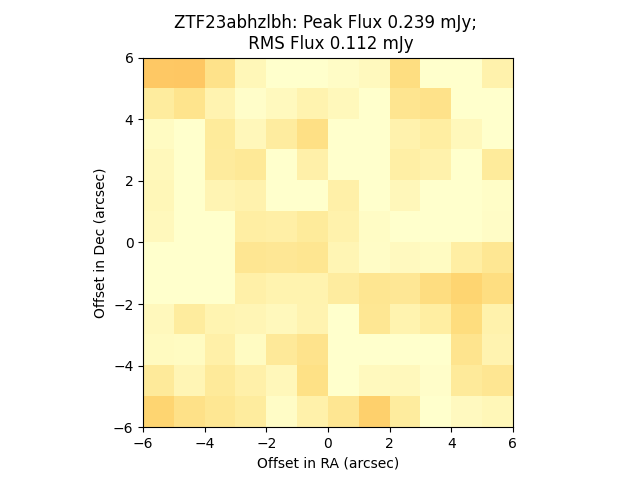 ZTF23abhzlbh: Peak Flux 0.239 mJy;
RMS Flux 0.112 mJy
6
4
2
0
−2
−4
−6
Offset in Dec (arcsec)
−6 −4 −2 0 2 4 6
Offset in RA (arcsec)